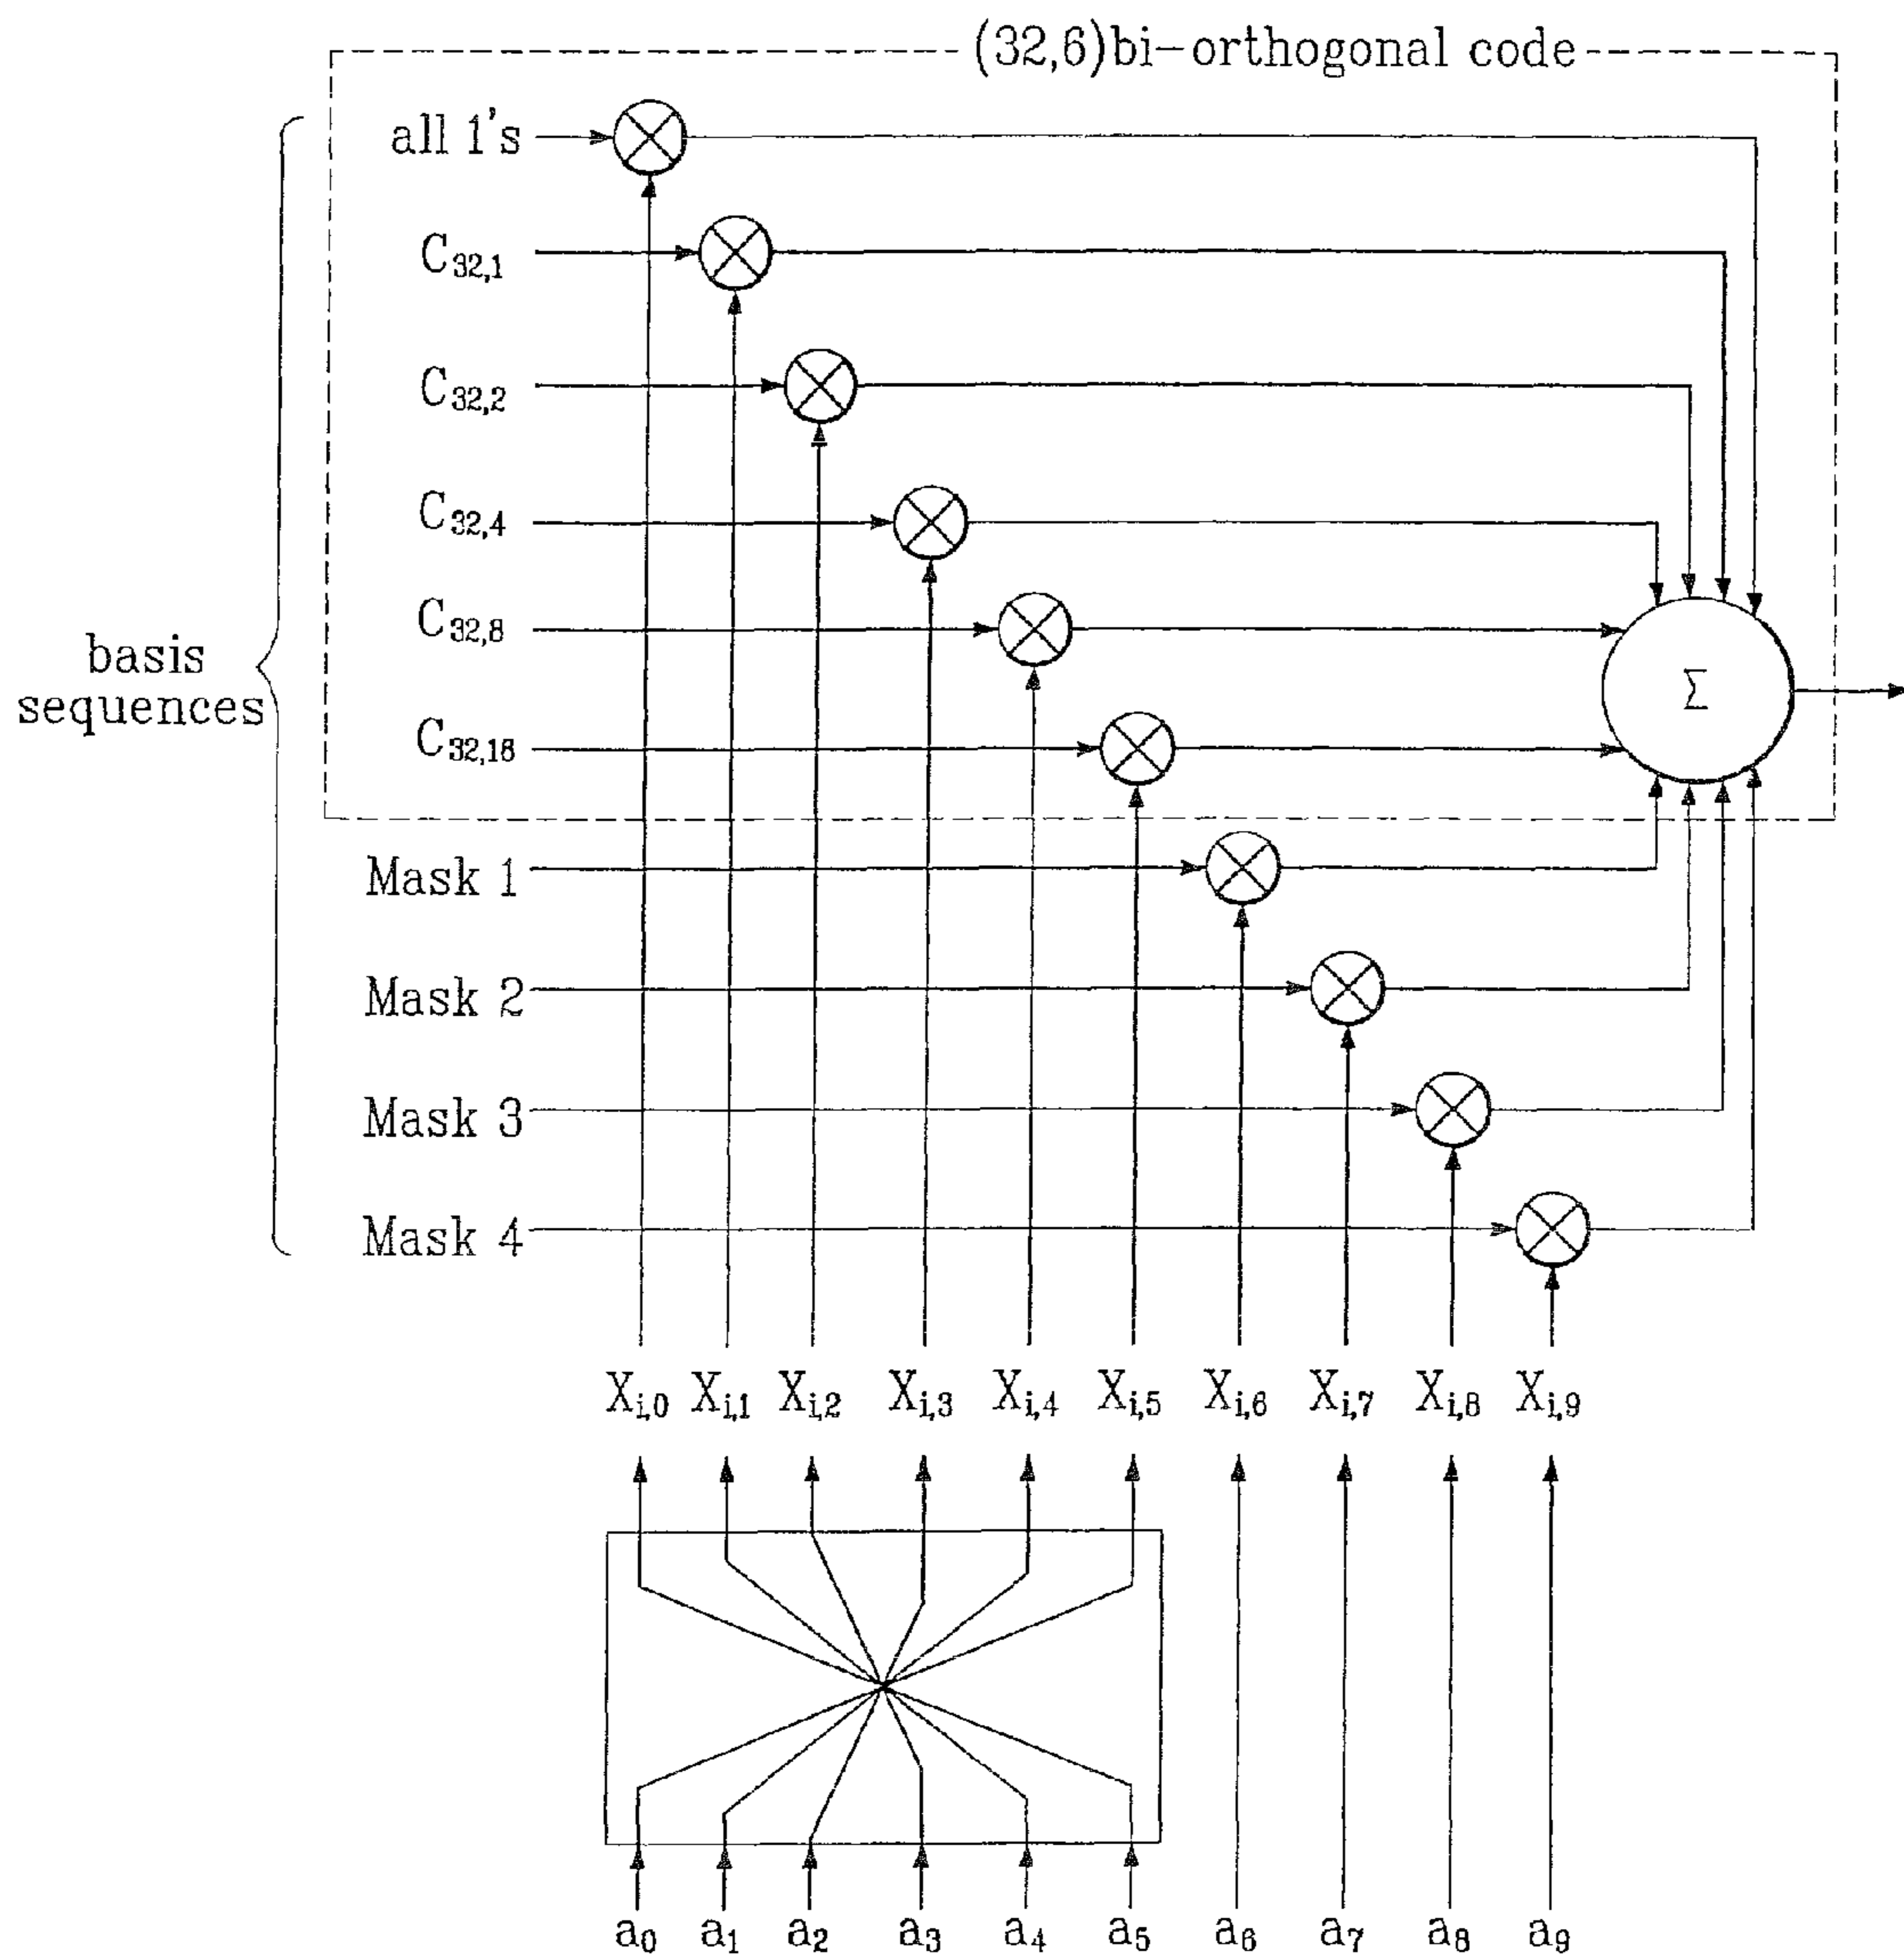 (32,6)bi-orthogonal code
all 1's
C32,1
C32,2
C32,4
C32,8
C32,16
basis
sequences
Σ
Mask 1
Mask 2
Mask 3
Mask 4
Xi,0 Xi,1 Xi,2 Xi,3 Xi,4 Xi,5 Xi,6 Xi,7 Xi,8 Xi,9
a0 a1 a2 a3 a4 a5 a6 a7 a8 a9